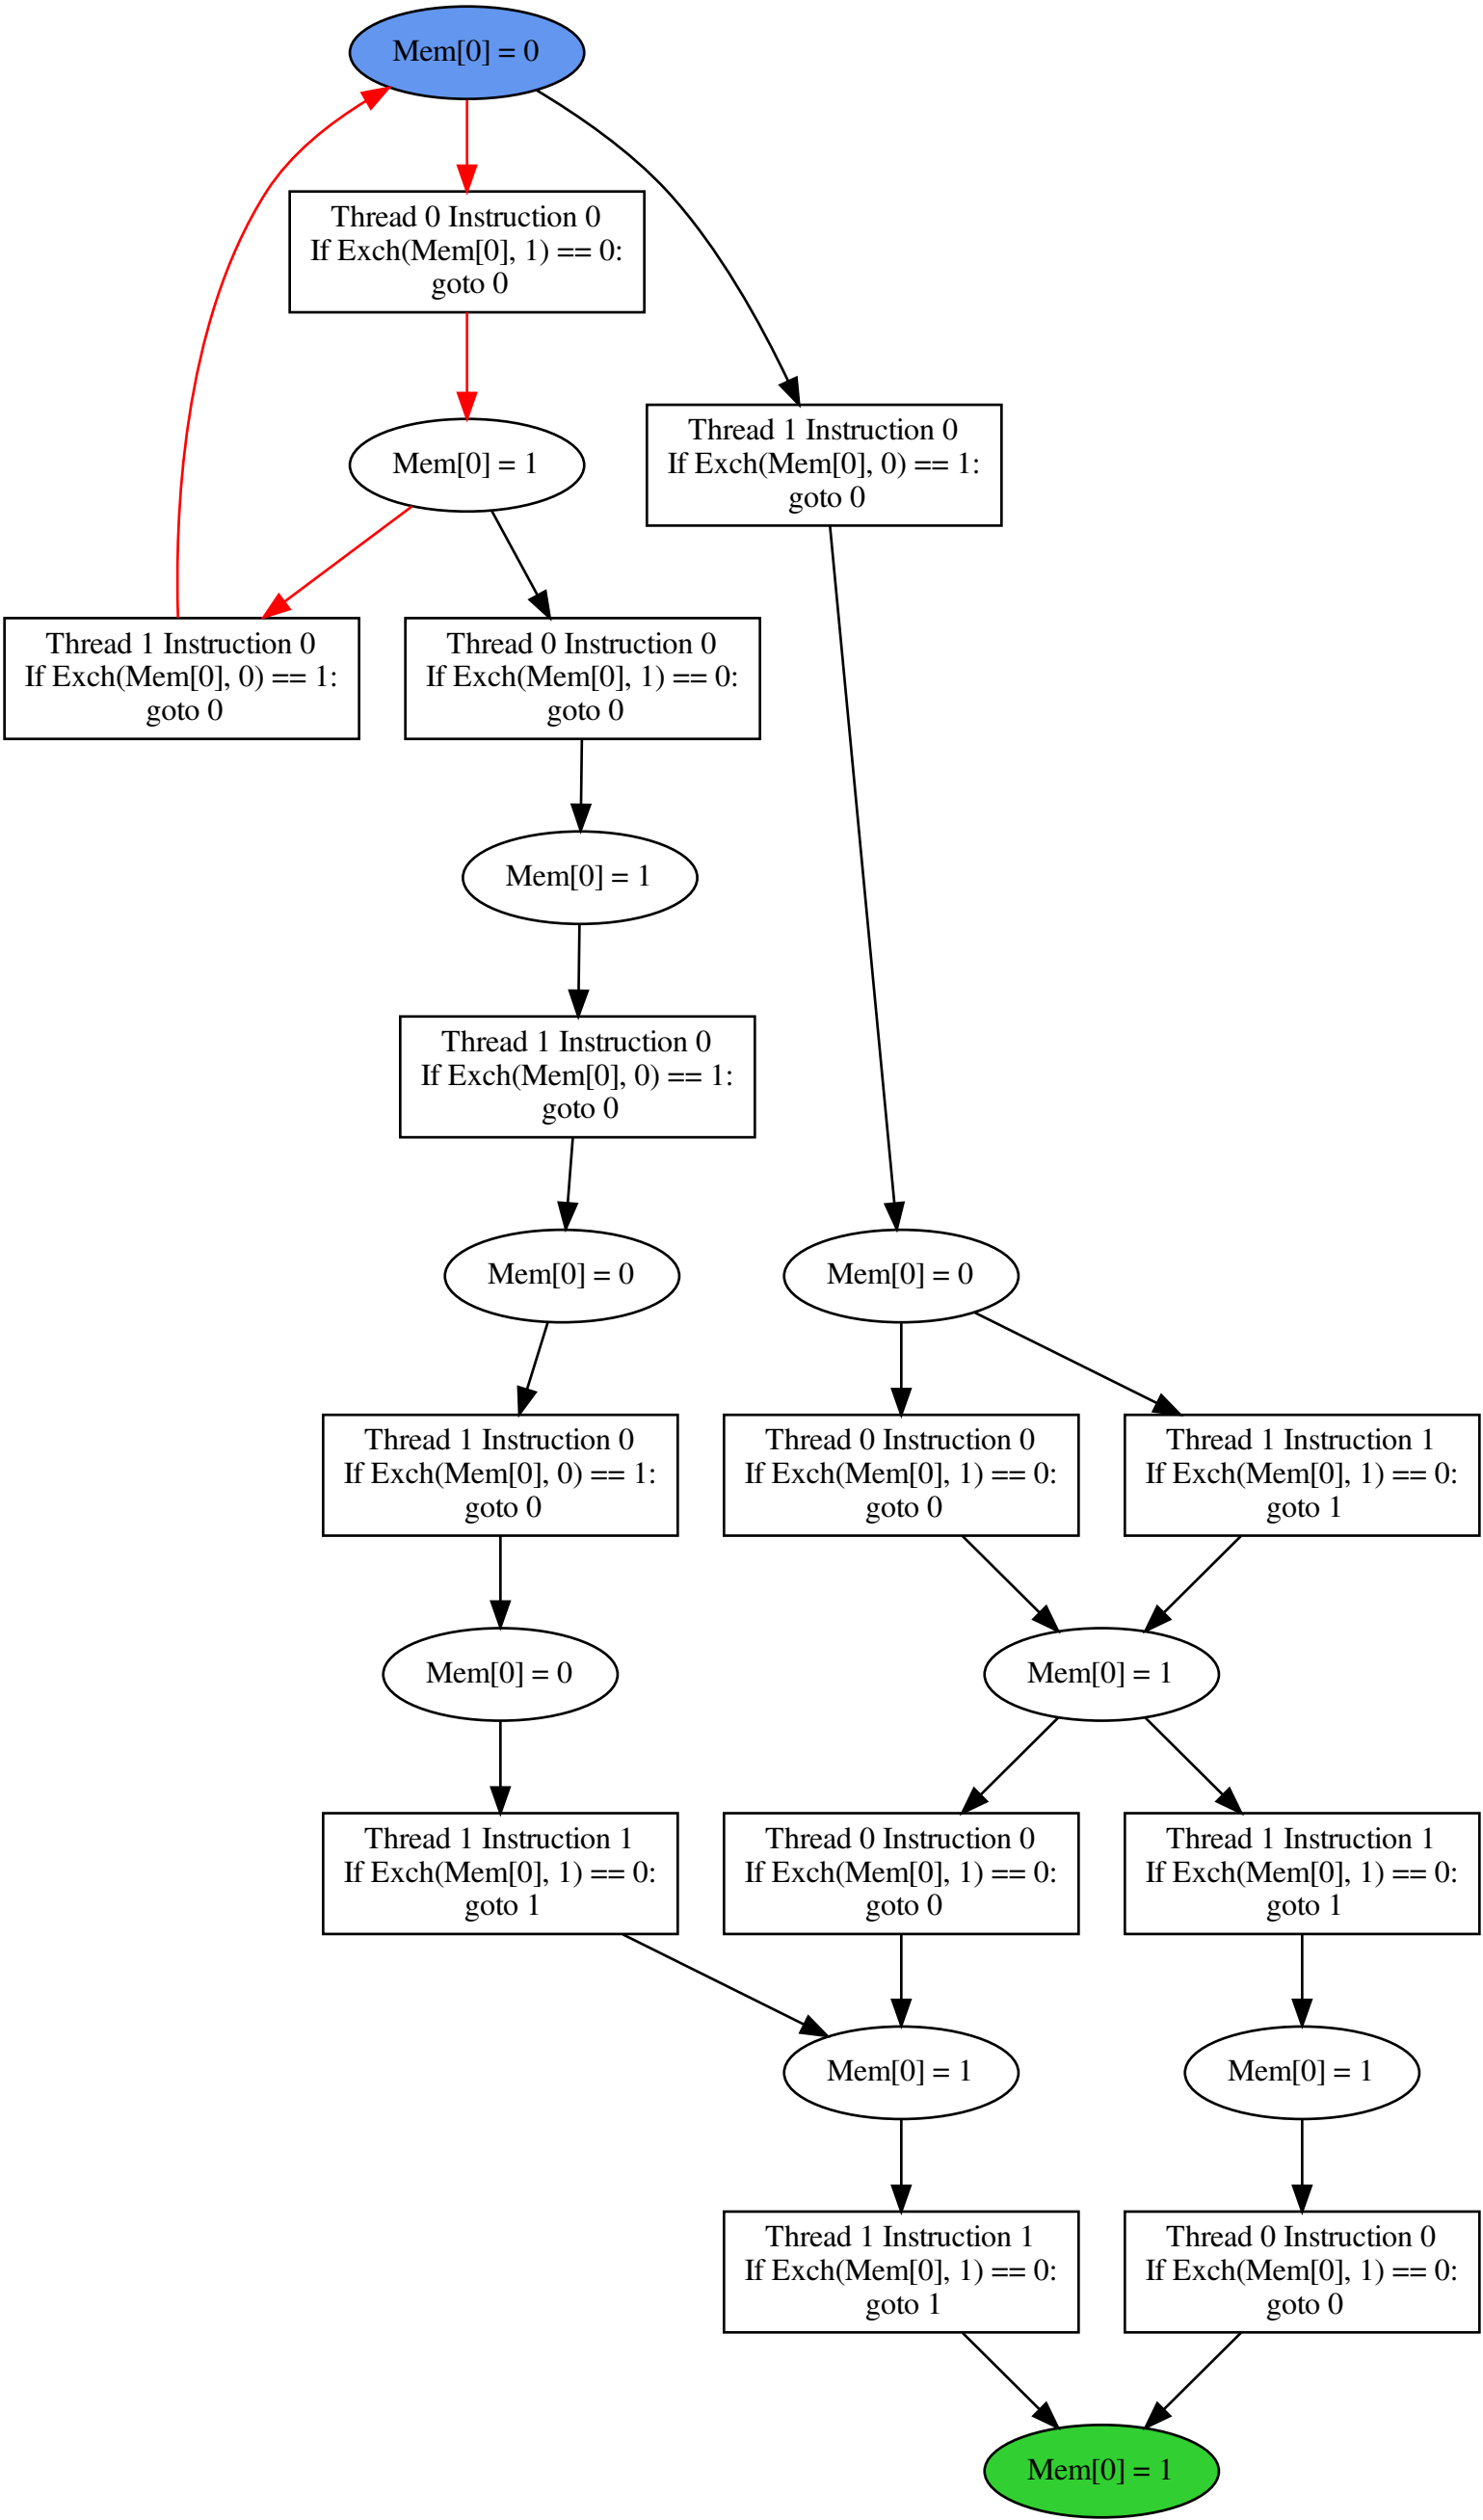 Mem[0] = 0
Thread 0 Instruction 0
If Exch(Mem[0], 1) == 0:
goto 0
Thread 1 Instruction 0
If Exch(Mem[0], 0) == 1:
goto 0
Mem[0] = 1
Thread 1 Instruction 0
If Exch(Mem[0], 0) == 1:
goto 0
Thread 0 Instruction 0
If Exch(Mem[0], 1) == 0:
goto 0
Mem[0] = 1
Thread 1 Instruction 0
If Exch(Mem[0], 0) == 1:
goto 0
Mem[0] = 0
Mem[0] = 0
Thread 1 Instruction 0
If Exch(Mem[0], 0) == 1:
goto 0
Thread 0 Instruction 0
If Exch(Mem[0], 1) == 0:
goto 0
Thread 1 Instruction 1
If Exch(Mem[0], 1) == 0:
goto 1
Mem[0] = 0
Mem[0] = 1
Thread 1 Instruction 1
If Exch(Mem[0], 1) == 0:
goto 1
Thread 0 Instruction 0
If Exch(Mem[0], 1) == 0:
goto 0
Thread 1 Instruction 1
If Exch(Mem[0], 1) == 0:
goto 1
Mem[0] = 1
Mem[0] = 1
Thread 1 Instruction 1
If Exch(Mem[0], 1) == 0:
goto 1
Thread 0 Instruction 0
If Exch(Mem[0], 1) == 0:
goto 0
Mem[0] = 1